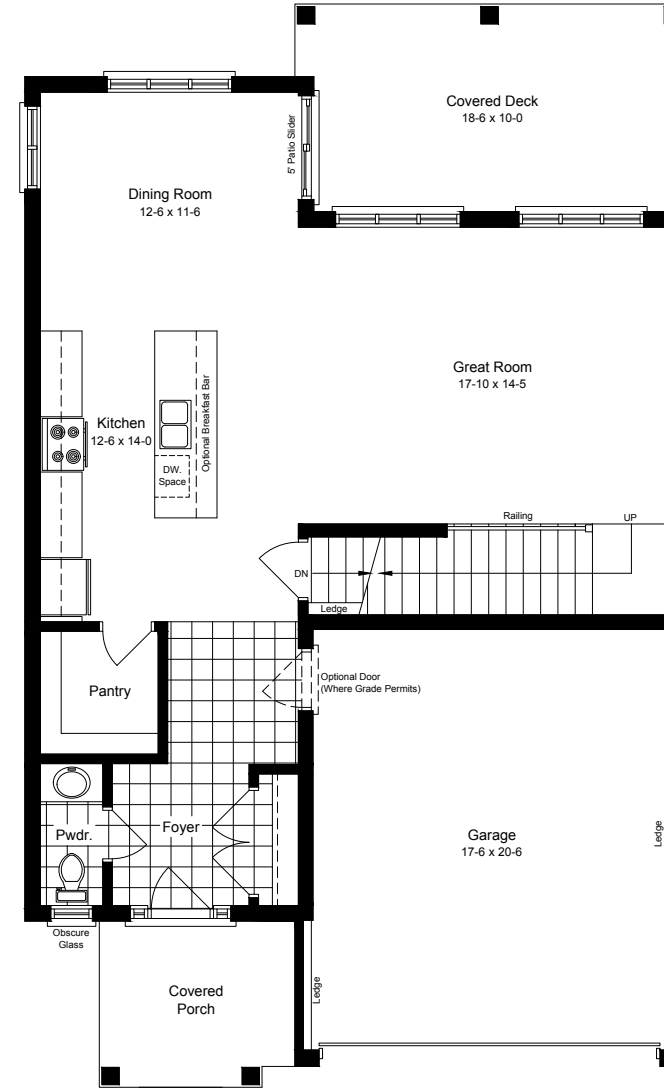 Covered Deck
18-6 x 10-0
5' Patio Slider
Dining Room
12-6 x 11-6
Great Room
17-10 x 14-5
Kitchen
12-6 x 14-0
Optional Breakfast Bar
DW.
Space
Railing
UP
DN
Ledge
Optional Door
(Where Grade Permits)
Pantry
Pwdr.
Foyer
Garage
17-6 x 20-6
Ledge
Obscure
Glass
Covered
Porch
Ledge